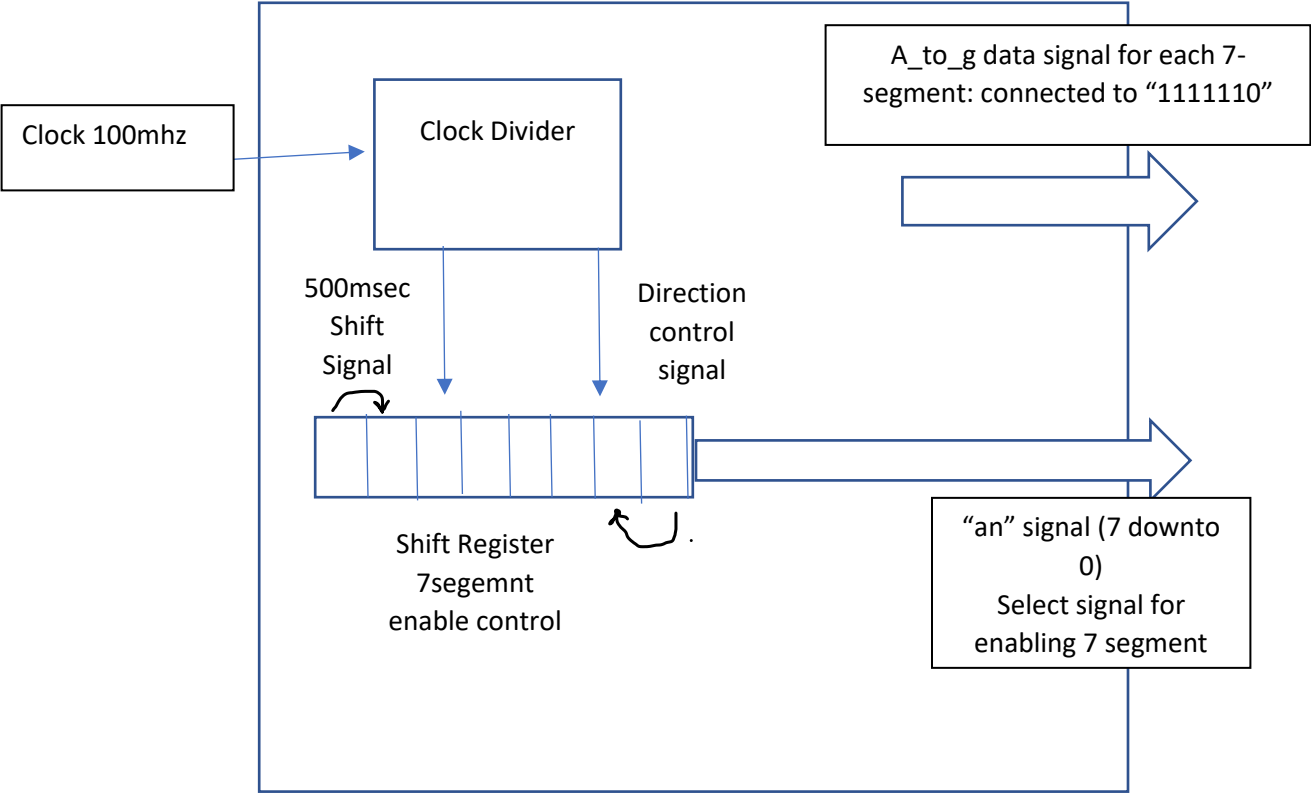 A_to_g data signal for each 7-
segment: connected to “1111110”
Clock 100mhz
Clock Divider
500msec
Shift
Signal
Direction
control
signal
Shift Register
7segemnt
enable control
“an” signal (7 downto
0)
Select signal for
enabling 7 segment